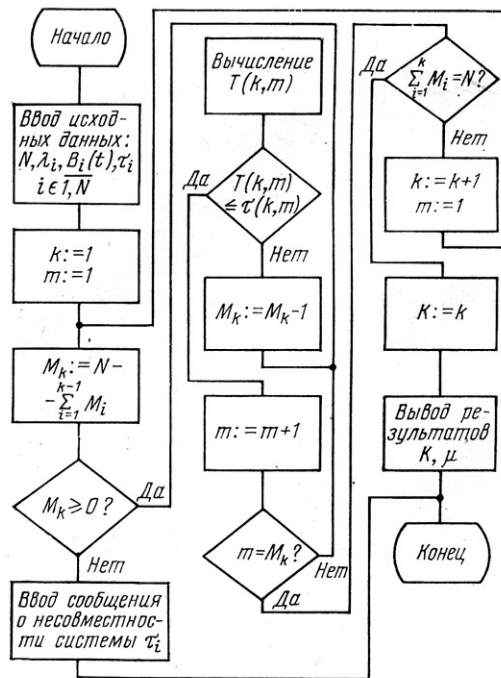 Начало
Ввод исход-
ных данных:
N, λi, Bi(t), τi
i ∈ 1,N
k:=1
m:=1
Mk:=N-
-∑ Mi
k-1
i=1
Mk ≥ 0?
Да
Нет
Ввод сообщения
о несовместнос-
ти системы τi
Вычисление
T(k,m)
Да
T(k,m)
≤ τ(k,m)
Нет
Mk:=Mk-1
m:=m+1
m=Mk?
Нет
Да
Да
k
∑ Mi=N?
i=1
Нет
k:=k+1
m:=1
K:=k
Вывод ре-
зультатов
K, μ
Конец